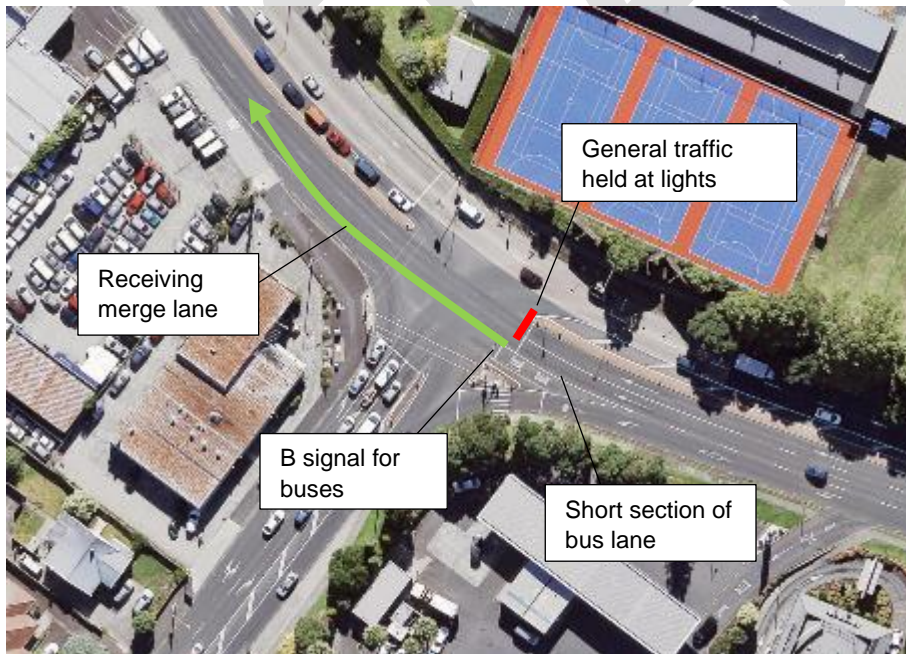 General traffic
held at lights
Receiving
merge lane
B signal for
buses
Short section of
bus lane